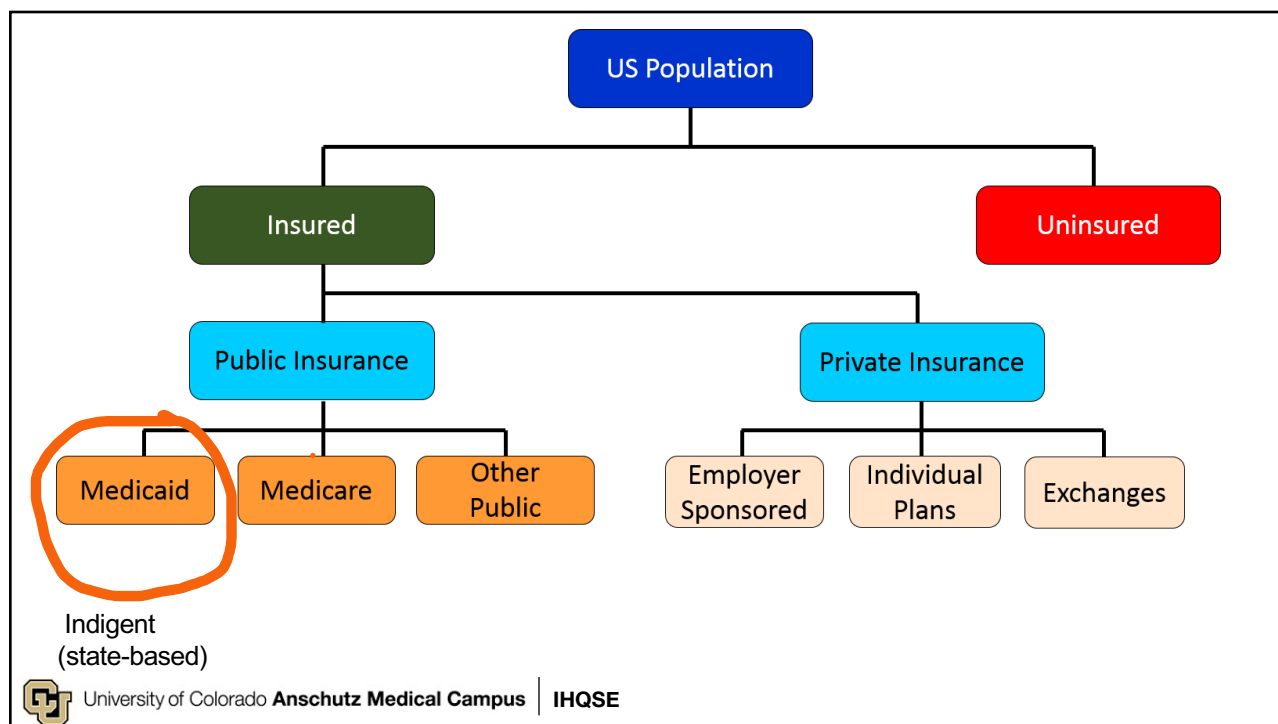 US Population
Insured
Uninsured
Public Insurance
Private Insurance
Medicaid
Medicare
Other
Public
Employer
Sponsored
Individual
Plans
Exchanges
Indigent
(state-based)
University of Colorado Anschutz Medical Campus
IHQSE